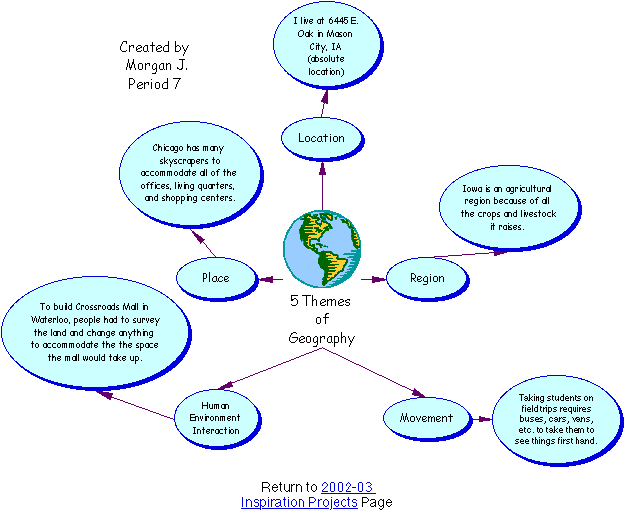 I live at 6445 E.
Oak in Mason
City, IA
(absolute
location)
Created by
Morgan J.
Period 7
Location
Chicago has many
skyscrapers to
accommodate all of the
offices, living quarters,
and shopping centers.
Iowa is an agricultural
region because of all
the crops and livestock
it raises.
Place
Region
5 Themes
of
Geography
To build Crossroads Mall in
Waterloo, people had to survey
the land and change anything
to accommodate the the space
the mall would take up.
Human
Environment
Interaction
Movement
Taking students on
field trips requires
buses, cars, vans,
etc. to take them to
see things first hand.
Return to 2002-03
Inspiration Projects Page